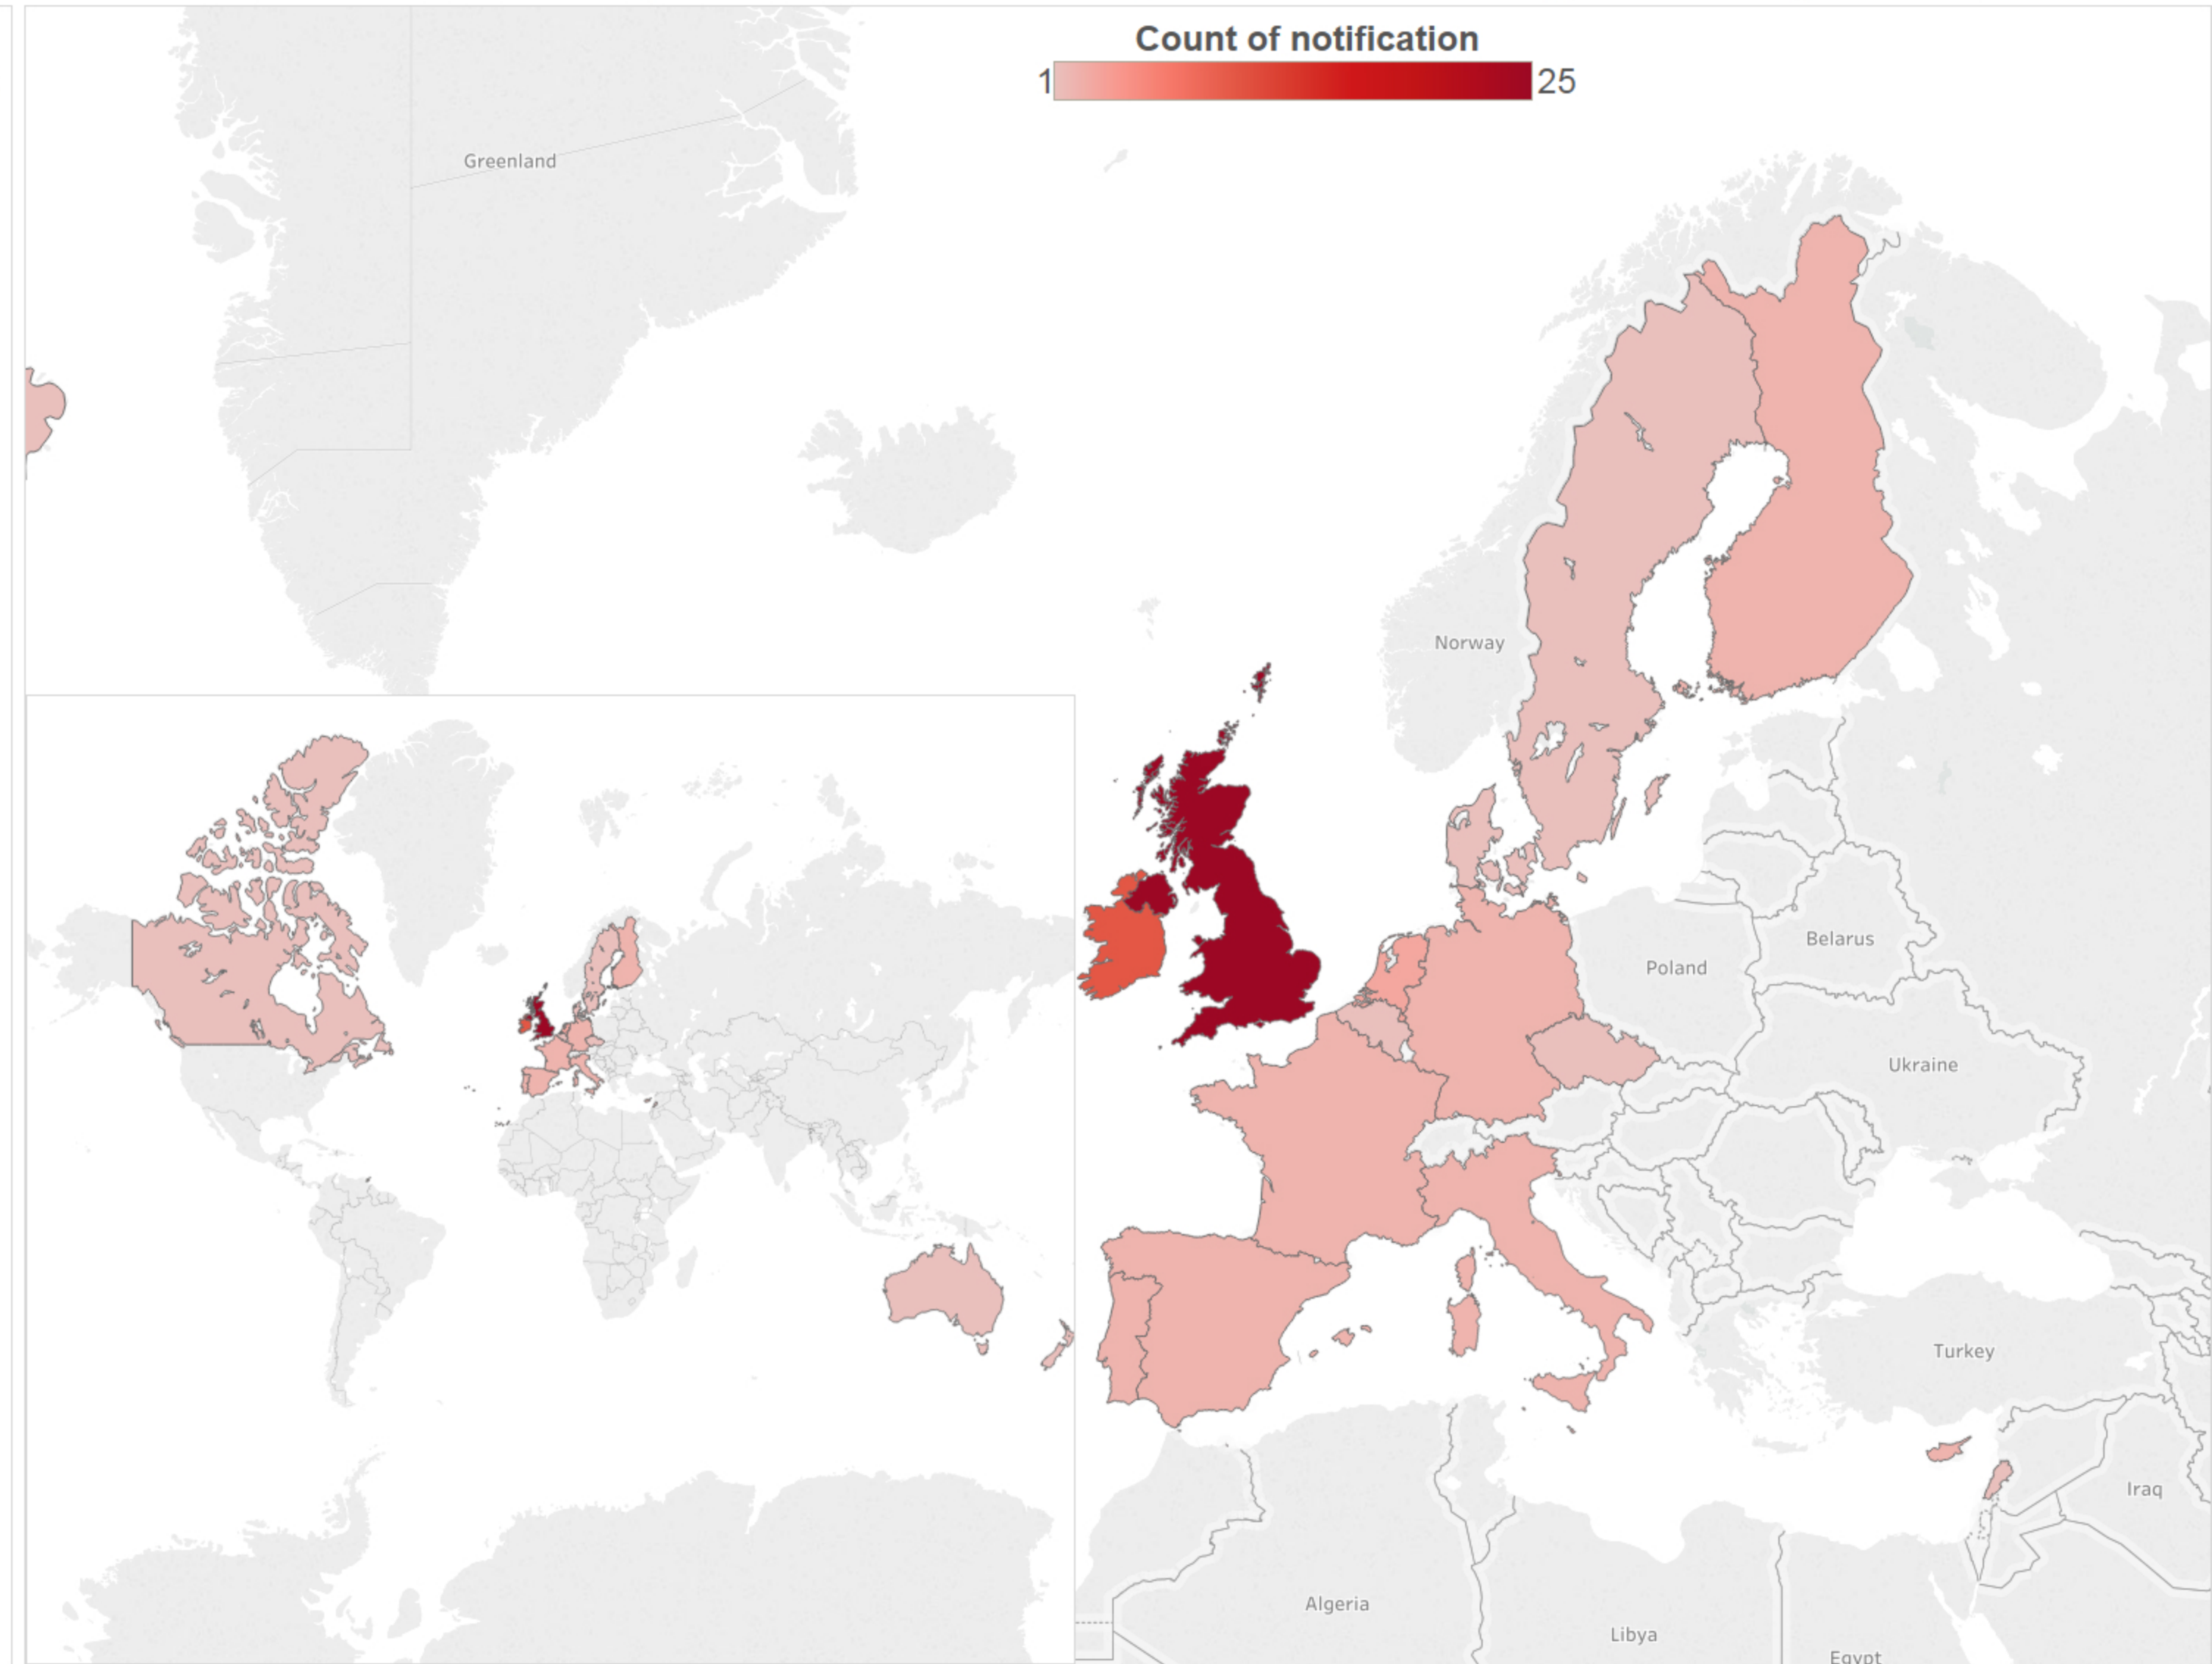 Count of notification
1 25
Greenland
Norway
Belarus
Poland
Ukraine
Turkey
Iraq
Algeria
Libya
Egypt